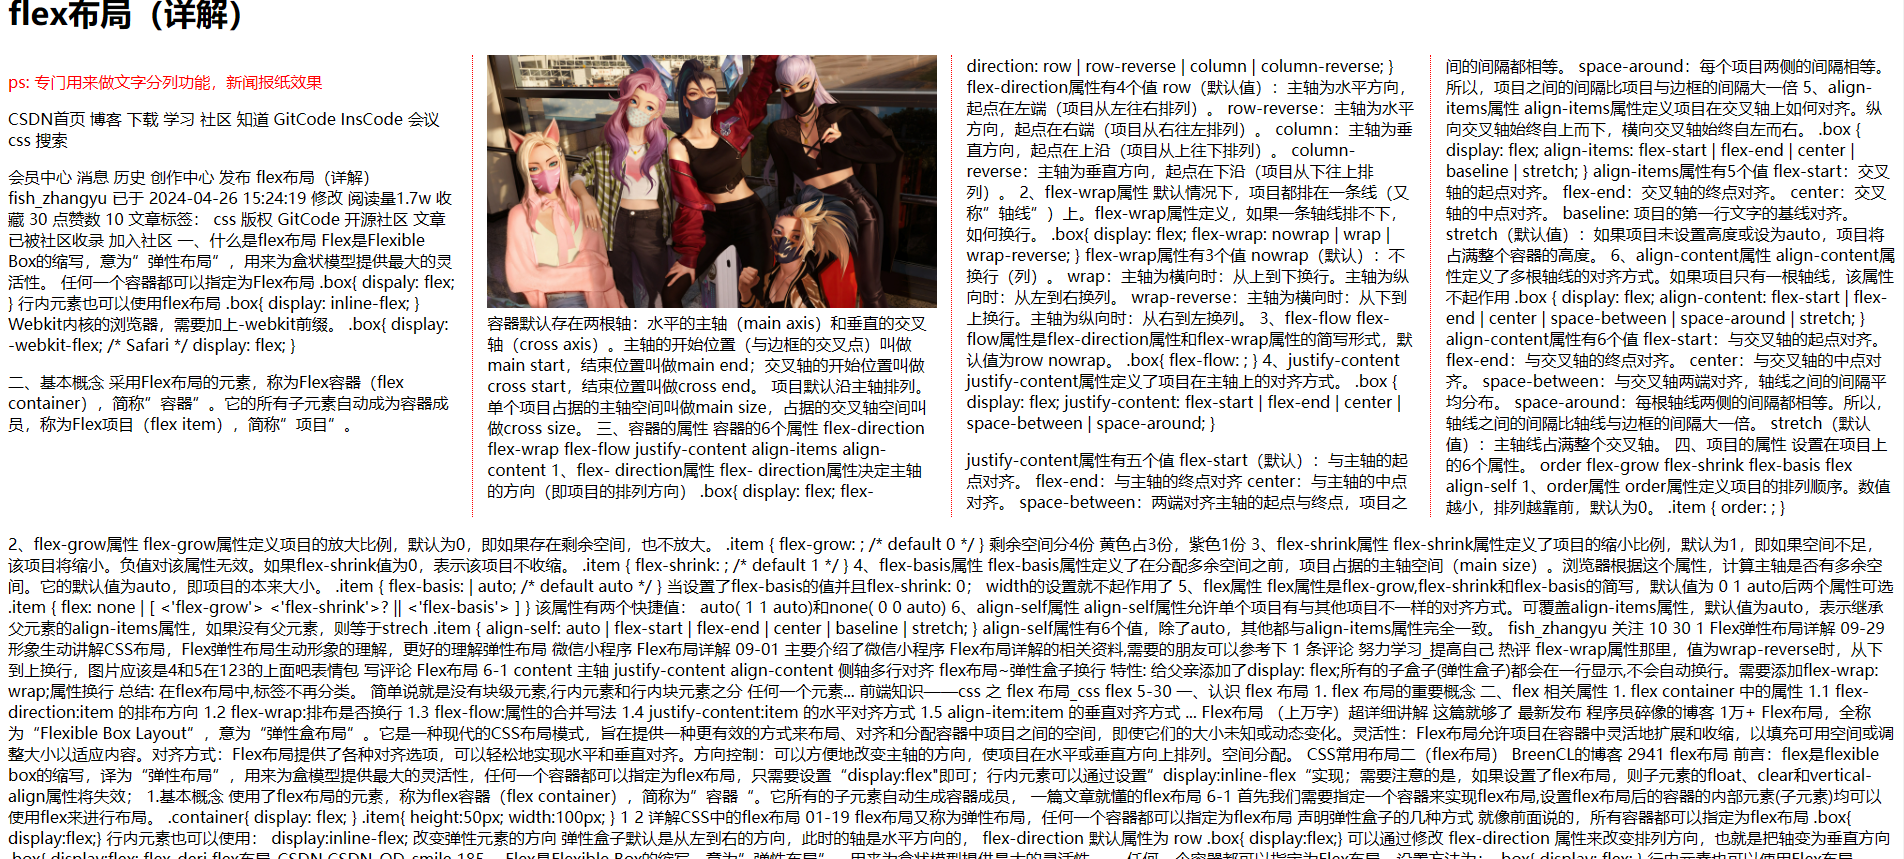 flex布局（详解）
ps: 专门用来做文字分列功能，新闻报纸效果
CSDN首页 博客 下载 学习 社区 知道 GitCode InsCode 会议
css 搜索
会员中心 消息 历史 创作中心 发布 flex布局（详解）
fish_zhangyu 已于 2024-04-26 15:24:19 修改 阅读量1.7w 收
藏 30 点赞数 10 文章标签： css 版权 GitCode 开源社区 文章
已被社区收录 加入社区 一、什么是flex布局 Flex是Flexible
Box的缩写，意为”弹性布局”，用来为盒状模型提供最大的灵
活性。 任何一个容器都可以指定为Flex布局 .box{ dispaly: flex;
} 行内元素也可以使用flex布局 .box{ display: inline-flex; }
Webkit内核的浏览器，需要加上-webkit前缀。 .box{ display:
-webkit-flex; /* Safari */ display: flex; }
二、基本概念 采用Flex布局的元素，称为Flex容器（flex
container），简称”容器”。它的所有子元素自动成为容器成
员，称为Flex项目（flex item），简称”项目”。
容器默认存在两根轴：水平的主轴（main axis）和垂直的交叉
轴（cross axis）。主轴的开始位置（与边框的交叉点）叫做
main start，结束位置叫做main end；交叉轴的开始位置叫做
cross start，结束位置叫做cross end。 项目默认沿主轴排列。
单个项目占据的主轴空间叫做main size，占据的交叉轴空间叫
做cross size。 三、容器的属性 容器的6个属性 flex-direction
flex-wrap flex-flow justify-content align-items align-
content 1、flex- direction属性 flex- direction属性决定主轴
的方向（即项目的排列方向） .box{ display: flex; flex-
direction: row | row-reverse | column | column-reverse; }
flex-direction属性有4个值 row（默认值）：主轴为水平方向，
起点在左端（项目从左往右排列）。 row-reverse：主轴为水平
方向，起点在右端（项目从右往左排列）。 column：主轴为垂
直方向，起点在上沿（项目从上往下排列）。 column-
reverse：主轴为垂直方向，起点在下沿（项目从下往上排
列）。 2、flex-wrap属性 默认情况下，项目都排在一条线（又
称”轴线”）上。flex-wrap属性定义，如果一条轴线排不下，
如何换行。 .box{ display: flex; flex-wrap: nowrap | wrap |
wrap-reverse; } flex-wrap属性有3个值 nowrap（默认）：不
换行（列）。 wrap：主轴为横向时：从上到下换行。主轴为纵
向时：从左到右换列。 wrap-reverse：主轴为横向时：从下到
上换行。主轴为纵向时：从右到左换列。 3、flex-flow flex-
flow属性是flex-direction属性和flex-wrap属性的简写形式，默
认值为row nowrap。 .box{ flex-flow: ; } 4、justify-content
justify-content属性定义了项目在主轴上的对齐方式。 .box {
display: flex; justify-content: flex-start | flex-end | center |
space-between | space-around; }
justify-content属性有五个值 flex-start（默认）：与主轴的起
点对齐。 flex-end：与主轴的终点对齐 center：与主轴的中点
对齐。 space-between：两端对齐主轴的起点与终点，项目之
间的间隔都相等。 space-around：每个项目两侧的间隔相等。
所以，项目之间的间隔比项目与边框的间隔大一倍 5、align-
items属性 align-items属性定义项目在交叉轴上如何对齐。纵
向交叉轴始终自上而下，横向交叉轴始终自左而右。 .box {
display: flex; align-items: flex-start | flex-end | center |
baseline | stretch; } align-items属性有5个值 flex-start：交叉
轴的起点对齐。 flex-end：交叉轴的终点对齐。 center：交叉
轴的中点对齐。 baseline: 项目的第一行文字的基线对齐。
stretch（默认值）：如果项目未设置高度或设为auto，项目将
占满整个容器的高度。 6、align-content属性 align-content属
性定义了多根轴线的对齐方式。如果项目只有一根轴线，该属性
不起作用 .box { display: flex; align-content: flex-start | flex-
end | center | space-between | space-around | stretch; }
align-content属性有6个值 flex-start：与交叉轴的起点对齐。
flex-end：与交叉轴的终点对齐。 center：与交叉轴的中点对
齐。 space-between：与交叉轴两端对齐，轴线之间的间隔平
均分布。 space-around：每根轴线两侧的间隔都相等。所以，
轴线之间的间隔比轴线与边框的间隔大一倍。 stretch（默认
值）：主轴线占满整个交叉轴。 四、项目的属性 设置在项目上
的6个属性。 order flex-grow flex-shrink flex-basis flex
align-self 1、order属性 order属性定义项目的排列顺序。数值
越小，排列越靠前，默认为0。 .item { order: ; }
2、flex-grow属性 flex-grow属性定义项目的放大比例，默认为0，即如果存在剩余空间，也不放大。 .item { flex-grow: ; /* default 0 */ } 剩余空间分4份 黄色占3份，紫色1份 3、flex-shrink属性 flex-shrink属性定义了项目的缩小比例，默认为1，即如果空间不足，
该项目将缩小。负值对该属性无效。如果flex-shrink值为0，表示该项目不收缩。 .item { flex-shrink: ; /* default 1 */ } 4、flex-basis属性 flex-basis属性定义了在分配多余空间之前，项目占据的主轴空间（main size）。浏览器根据这个属性，计算主轴是否有多余空
间。它的默认值为auto，即项目的本来大小。 .item { flex-basis: | auto; /* default auto */ } 当设置了flex-basis的值并且flex-shrink: 0； width的设置就不起作用了 5、flex属性 flex属性是flex-grow,flex-shrink和flex-basis的简写，默认值为 0 1 auto后两个属性可选
.item { flex: none | [ <'flex-grow'> <'flex-shrink'>? || <'flex-basis'> ] } 该属性有两个快捷值： auto( 1 1 auto)和none( 0 0 auto) 6、align-self属性 align-self属性允许单个项目有与其他项目不一样的对齐方式。可覆盖align-items属性，默认值为auto，表示继承
父元素的align-items属性，如果没有父元素，则等于strech .item { align-self: auto | flex-start | flex-end | center | baseline | stretch; } align-self属性有6个值，除了auto，其他都与align-items属性完全一致。 fish_zhangyu 关注 10 30 1 Flex弹性布局详解 09-29
形象生动讲解CSS布局，Flex弹性布局生动形象的理解，更好的理解弹性布局 微信小程序 Flex布局详解 09-01 主要介绍了微信小程序 Flex布局详解的相关资料,需要的朋友可以参考下 1 条评论 努力学习_提高自己 热评 flex-wrap属性那里，值为wrap-reverse时，从下
到上换行，图片应该是4和5在123的上面吧表情包 写评论 Flex布局 6-1 content 主轴 justify-content align-content 侧轴多行对齐 flex布局~弹性盒子换行 特性: 给父亲添加了display: flex;所有的子盒子(弹性盒子)都会在一行显示,不会自动换行。需要添加flex-wrap:
wrap;属性换行 总结: 在flex布局中,标签不再分类。 简单说就是没有块级元素,行内元素和行内块元素之分 任何一个元素... 前端知识——css 之 flex 布局_css flex 5-30 一、认识 flex 布局 1. flex 布局的重要概念 二、flex 相关属性 1. flex container 中的属性 1.1 flex-
direction:item 的排布方向 1.2 flex-wrap:排布是否换行 1.3 flex-flow:属性的合并写法 1.4 justify-content:item 的水平对齐方式 1.5 align-item:item 的垂直对齐方式 ... Flex布局 （上万字）超详细讲解 这篇就够了 最新发布 程序员碎像的博客 1万+ Flex布局，全称
为“Flexible Box Layout”，意为“弹性盒布局”。它是一种现代的CSS布局模式，旨在提供一种更有效的方式来布局、对齐和分配容器中项目之间的空间，即使它们的大小未知或动态变化。灵活性：Flex布局允许项目在容器中灵活地扩展和收缩，以填充可用空间或调
整大小以适应内容。对齐方式：Flex布局提供了各种对齐选项，可以轻松地实现水平和垂直对齐。方向控制：可以方便地改变主轴的方向，使项目在水平或垂直方向上排列。空间分配。 CSS常用布局二（flex布局） BreenCL的博客 2941 前言：flex是flexible
box的缩写，译为“弹性布局”，用来为盒模型提供最大的灵活性，任何一个容器都可以指定为flex布局，只需要设置“display:flex"即可；行内元素可以通过设置”display:inline-flex“实现；需要注意的是，如果设置了flex布局，则子元素的float、clear和vertical-
align属性将失效； 1.基本概念 使用了flex布局的元素，称为flex容器（flex container），简称为”容器“。它所有的子元素自动生成容器成员， 一篇文章就懂的flex布局 6-1 首先我们需要指定一个容器来实现flex布局,设置flex布局后的容器的内部元素(子元素)均可以
使用flex来进行布局。 .container{ display: flex; } .item{ height:50px; width:100px; } 1 2 详解CSS中的flex布局 01-19 flex布局又称为弹性布局，任何一个容器都可以指定为flex布局 声明弹性盒子的几种方式 就像前面说的，所有容器都可以指定为flex布局 .box{
display:flex;} 行内元素也可以使用： display:inline-flex; 改变弹性元素的方向 弹性盒子默认是从左到右的方向，此时的轴是水平方向的， flex-direction 默认属性为 row .box{ display:flex;} 可以通过修改 flex-direction 属性来改变排列方向，也就是把轴变为垂直方向